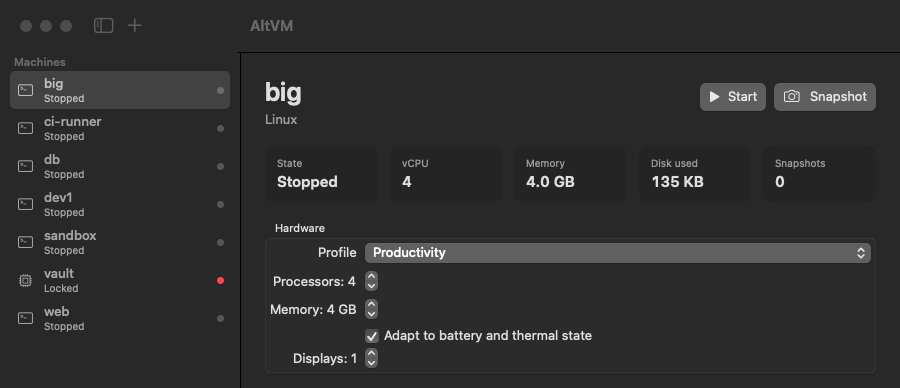 AltVM
Machines
big
Stopped
ci-runner
Stopped
db
Stopped
dev1
Stopped
sandbox
Stopped
vault
Locked
web
Stopped
big
Linux
Start
Snapshot
State
Stopped
vCPU
4
Memory
4.0 GB
Disk used
135 KB
Snapshots
0
Hardware
Profile Productivity
Processors: 4
Memory: 4 GB
Adapt to battery and thermal state
Displays: 1